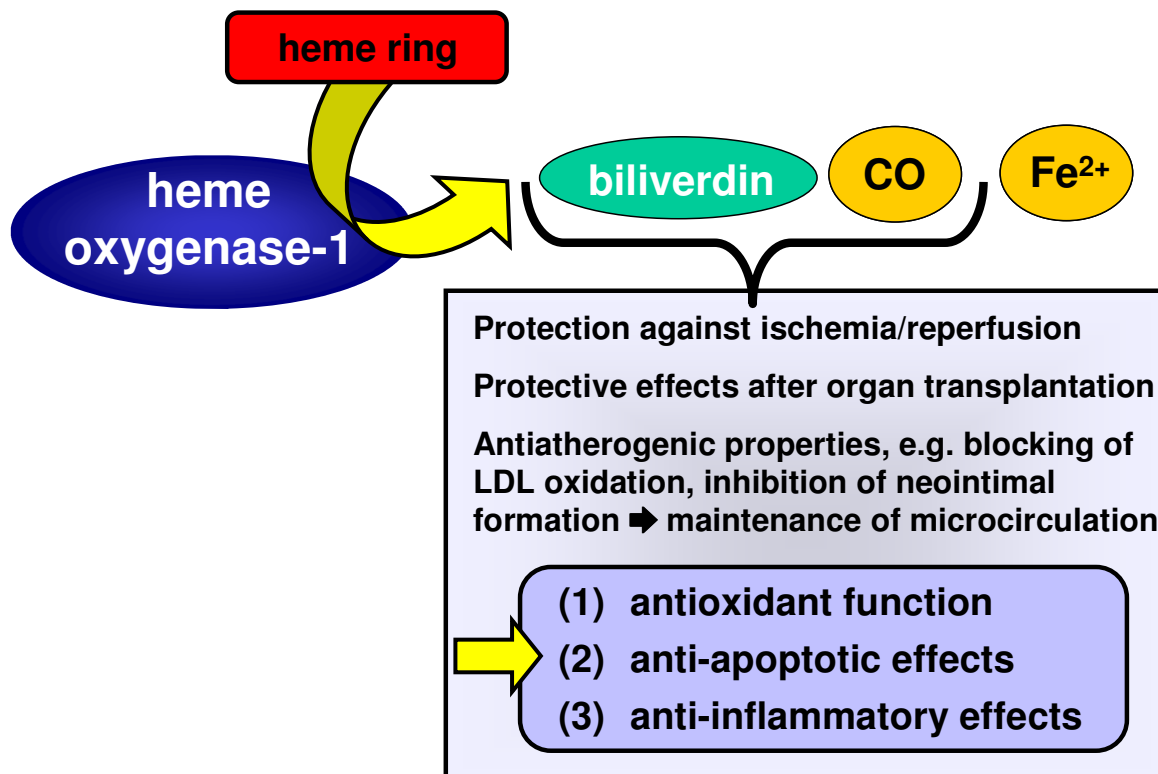 heme ring
heme
oxygenase-1
biliverdin
CO
Fe²⁺
Protection against ischemia/reperfusion
Protective effects after organ transplantation
Antiatherogenic properties, e.g. blocking of
LDL oxidation, inhibition of neointimal
formation ➡ maintenance of microcirculation
(1) antioxidant function
(2) anti-apoptotic effects
(3) anti-inflammatory effects